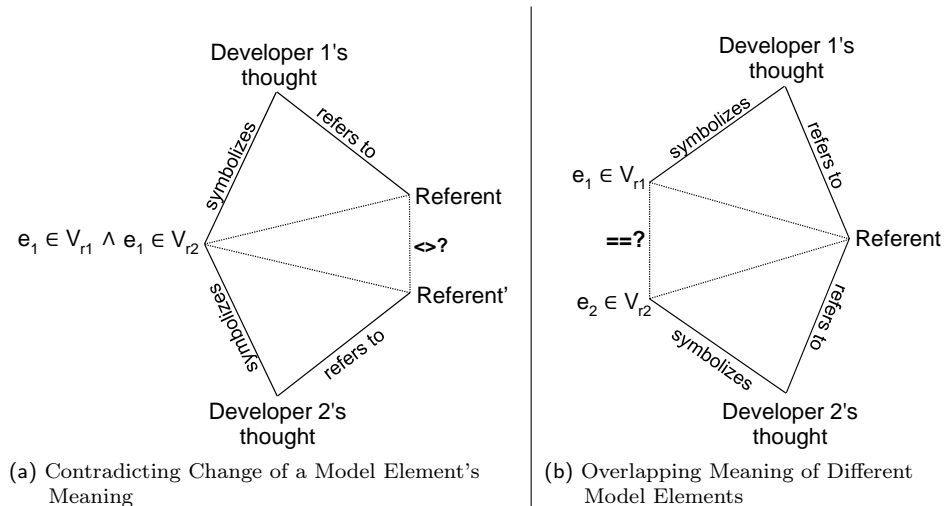 Developer 1's
thought
symbolizes
refers to
Referent
e₁ ∈ Vᵣ₁ ∧ e₁ ∈ Vᵣ₂
<>?
Referent'
symbolizes
refers to
Developer 2's
thought
(a) Contradicting Change of a Model Element's
Meaning
Developer 1's
thought
symbolizes
refers to
e₁ ∈ Vᵣ₁
==?
Referent
e₂ ∈ Vᵣ₂
symbolizes
refers to
Developer 2's
thought
(b) Overlapping Meaning of Different
Model Elements